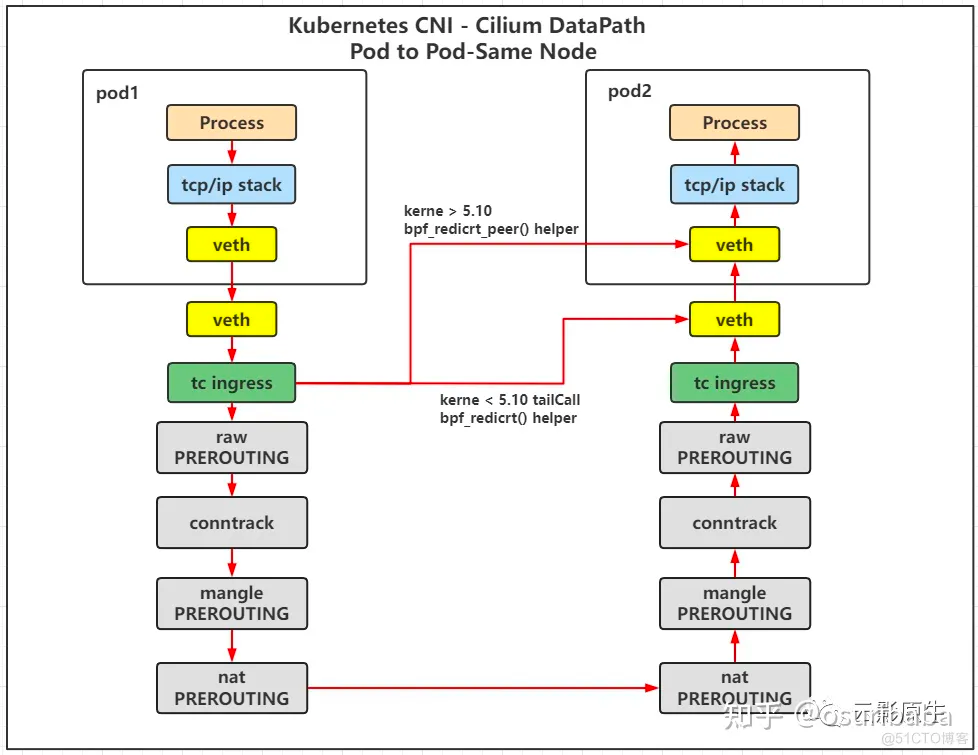 Kubernetes CNI - Cilium DataPath
Pod to Pod-Same Node
pod1
Process
tcp/ip stack
veth
veth
tc ingress
raw
PREROUTING
conntrack
mangle
PREROUTING
nat
PREROUTING
kerne > 5.10
bpf_redicrt_peer() helper
kerne < 5.10 tailCall
bpf_redicrt() helper
pod2
Process
tcp/ip stack
veth
veth
tc ingress
raw
PREROUTING
conntrack
mangle
PREROUTING
nat
PREROUTING
知乎
云彩原生
@51CTO博客